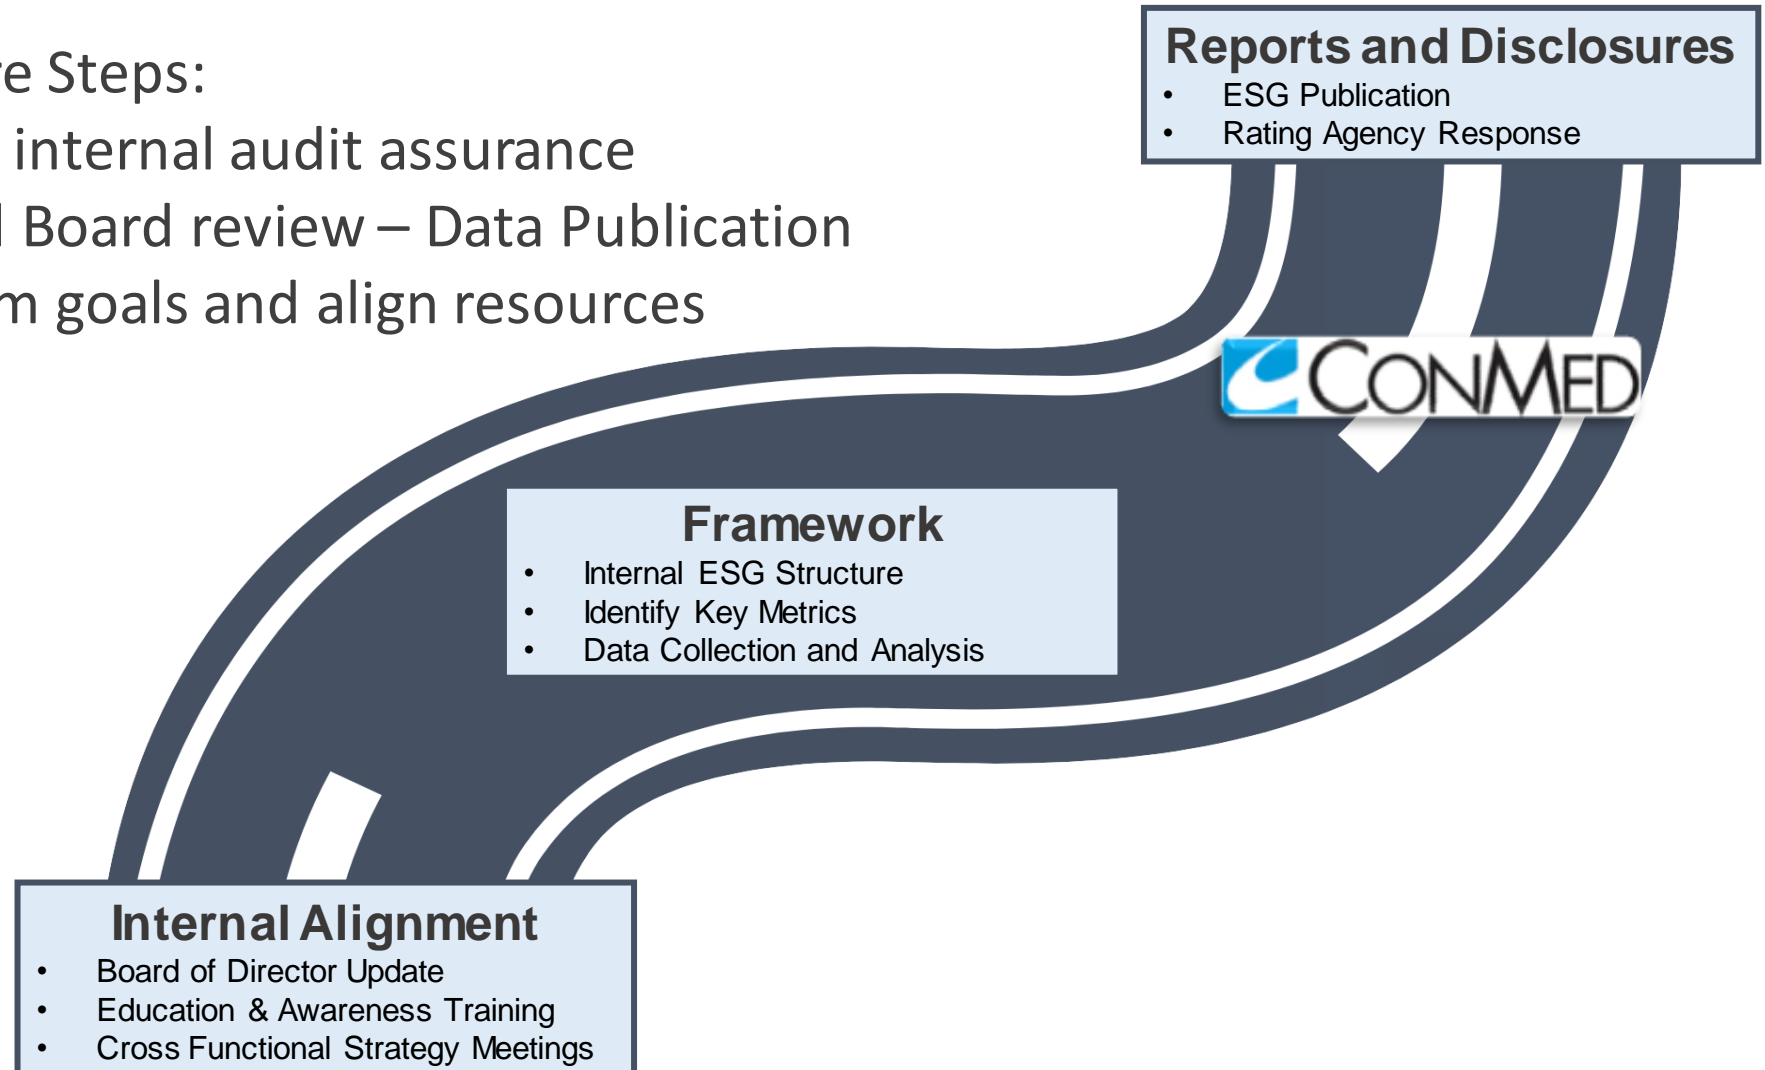 re Steps:
internal audit assurance
l Board review – Data Publication
m goals and align resources
Reports and Disclosures
• ESG Publication
• Rating Agency Response
CONMED
Framework
• Internal ESG Structure
• Identify Key Metrics
• Data Collection and Analysis
Internal Alignment
• Board of Director Update
• Education & Awareness Training
• Cross Functional Strategy Meetings